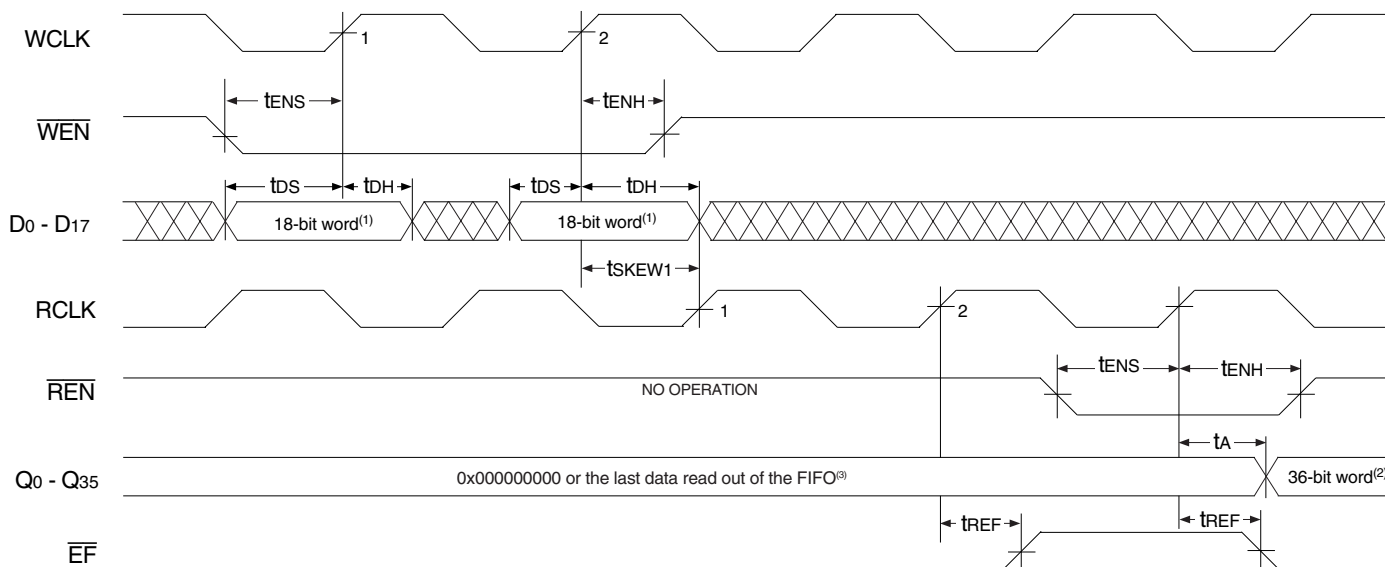 WCLK 1 2
tENS tENH
WEN
tDS tDH tDS tDH
D0 - D17 18-bit word(1) 18-bit word(1)
tSKEW1
RCLK 1 2
tENS tENH
REN NO OPERATION
tA
Q0 - Q35 0x000000000 or the last data read out of the FIFO(3) 36-bit word(2)
tREF tREF
EF